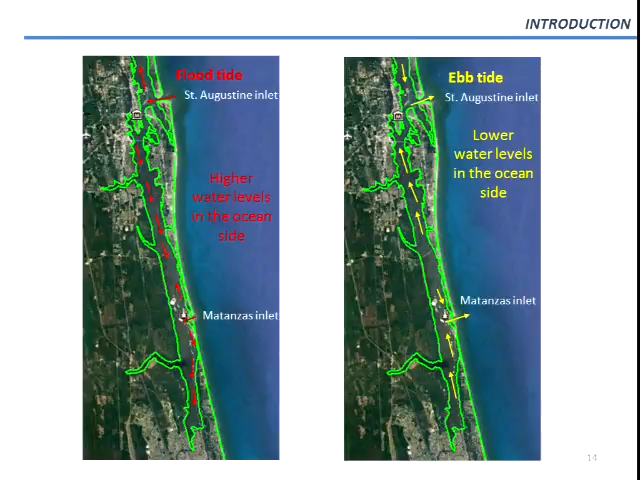 INTRODUCTION
Flood tide
St. Augustine inlet
Higher
water levels
in the ocean
side
Matanzas inlet
Ebb tide
St. Augustine inlet
Lower
water levels
in the ocean
side
Matanzas inlet
14